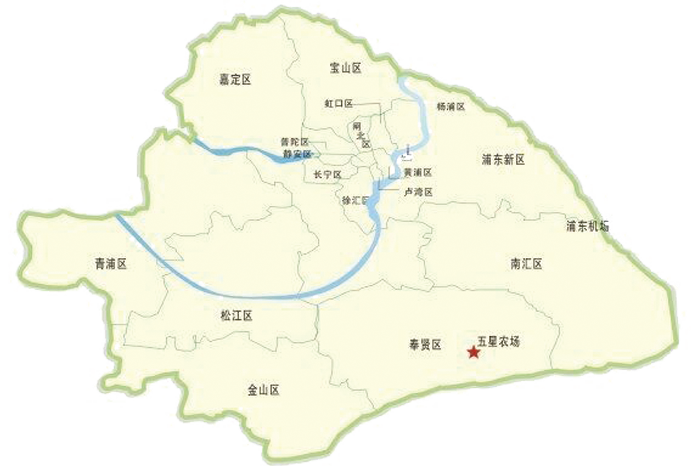 宝山区
嘉定区
虹口区
杨浦区
闸北区
普陀区
静安区
浦东新区
长宁区
黄浦区
卢湾区
徐汇区
浦东机场
青浦区
南汇区
松江区
奉贤区
五星农场
金山区